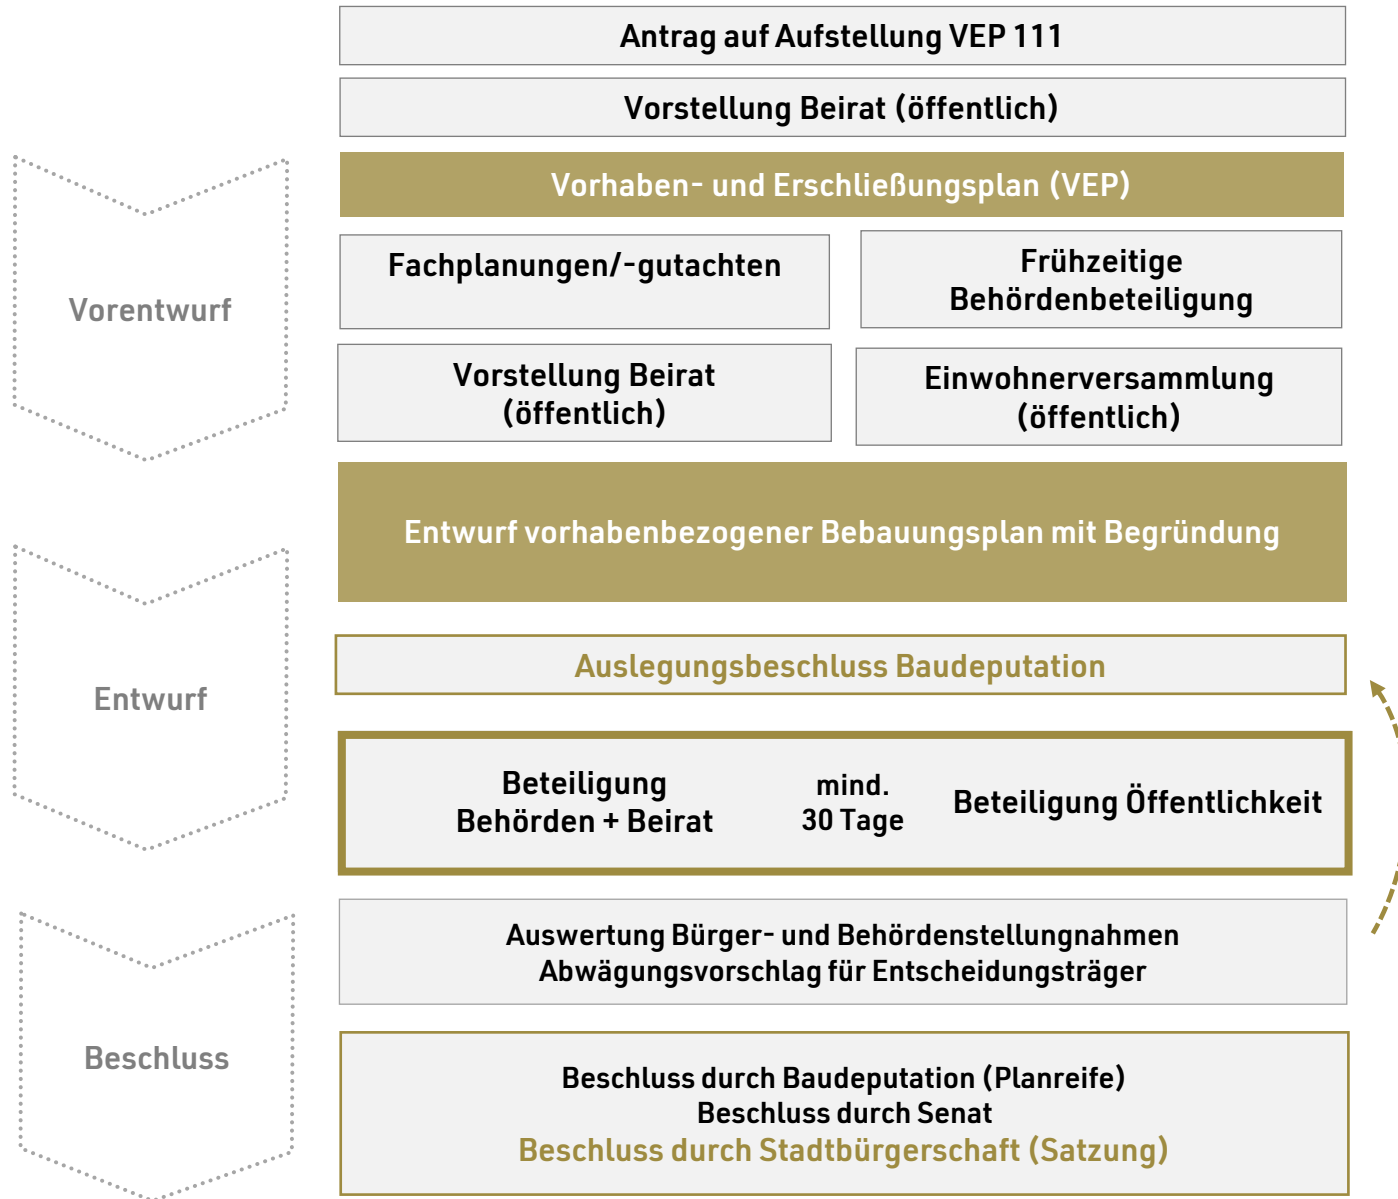 Antrag auf Aufstellung VEP 111
Vorstellung Beirat (öffentlich)
Vorhaben- und Erschließungsplan (VEP)
Vorentwurf
Fachplanungen/-gutachten
Frühzeitige
Behördenbeteiligung
Vorstellung Beirat
(öffentlich)
Einwohnerversammlung
(öffentlich)
Entwurf vorhabenbezogener Bebauungsplan mit Begründung
Entwurf
Auslegungsbeschluss Baudeputation
Beteiligung
Behörden + Beirat
mind.
30 Tage
Beteiligung Öffentlichkeit
Auswertung Bürger- und Behördenstellungnahmen
Abwägungsvorschlag für Entscheidungsträger
Beschluss
Beschluss durch Baudeputation (Planreife)
Beschluss durch Senat
Beschluss durch Stadtbürgerschaft (Satzung)